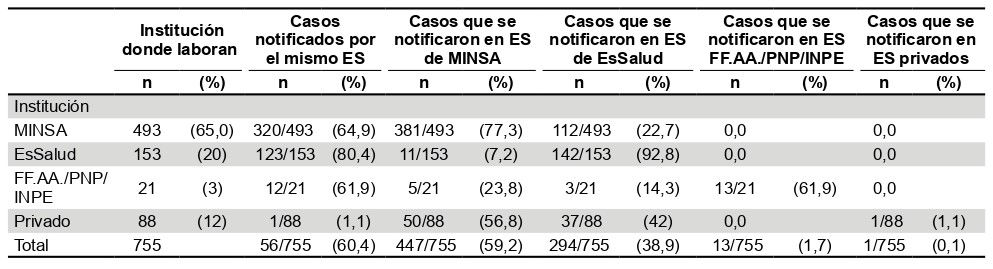 Institución donde laboran Casos notificados por el mismo ES Casos que se notificaron en ES de MINSA Casos que se notificaron en ES de EsSalud Casos que se notificaron en ES FF.AA./PNP/INPE Casos que se notificaron en ES privados
n (%) n (%) n (%) n (%) n (%) n (%)
Institución
MINSA 493 (65,0) 320/493 (64,9) 381/493 (77,3) 112/493 (22,7) 0,0 0,0
EsSalud 153 (20) 123/153 (80,4) 11/153 (7,2) 142/153 (92,8) 0,0 0,0
FF.AA./PNP/INPE 21 (3) 12/21 (61,9) 5/21 (23,8) 3/21 (14,3) 13/21 (61,9) 0,0
Privado 88 (12) 1/88 (1,1) 50/88 (56,8) 37/88 (42) 0,0 1/88 (1,1)
Total 755 56/755 (60,4) 447/755 (59,2) 294/755 (38,9) 13/755 (1,7) 1/755 (0,1)